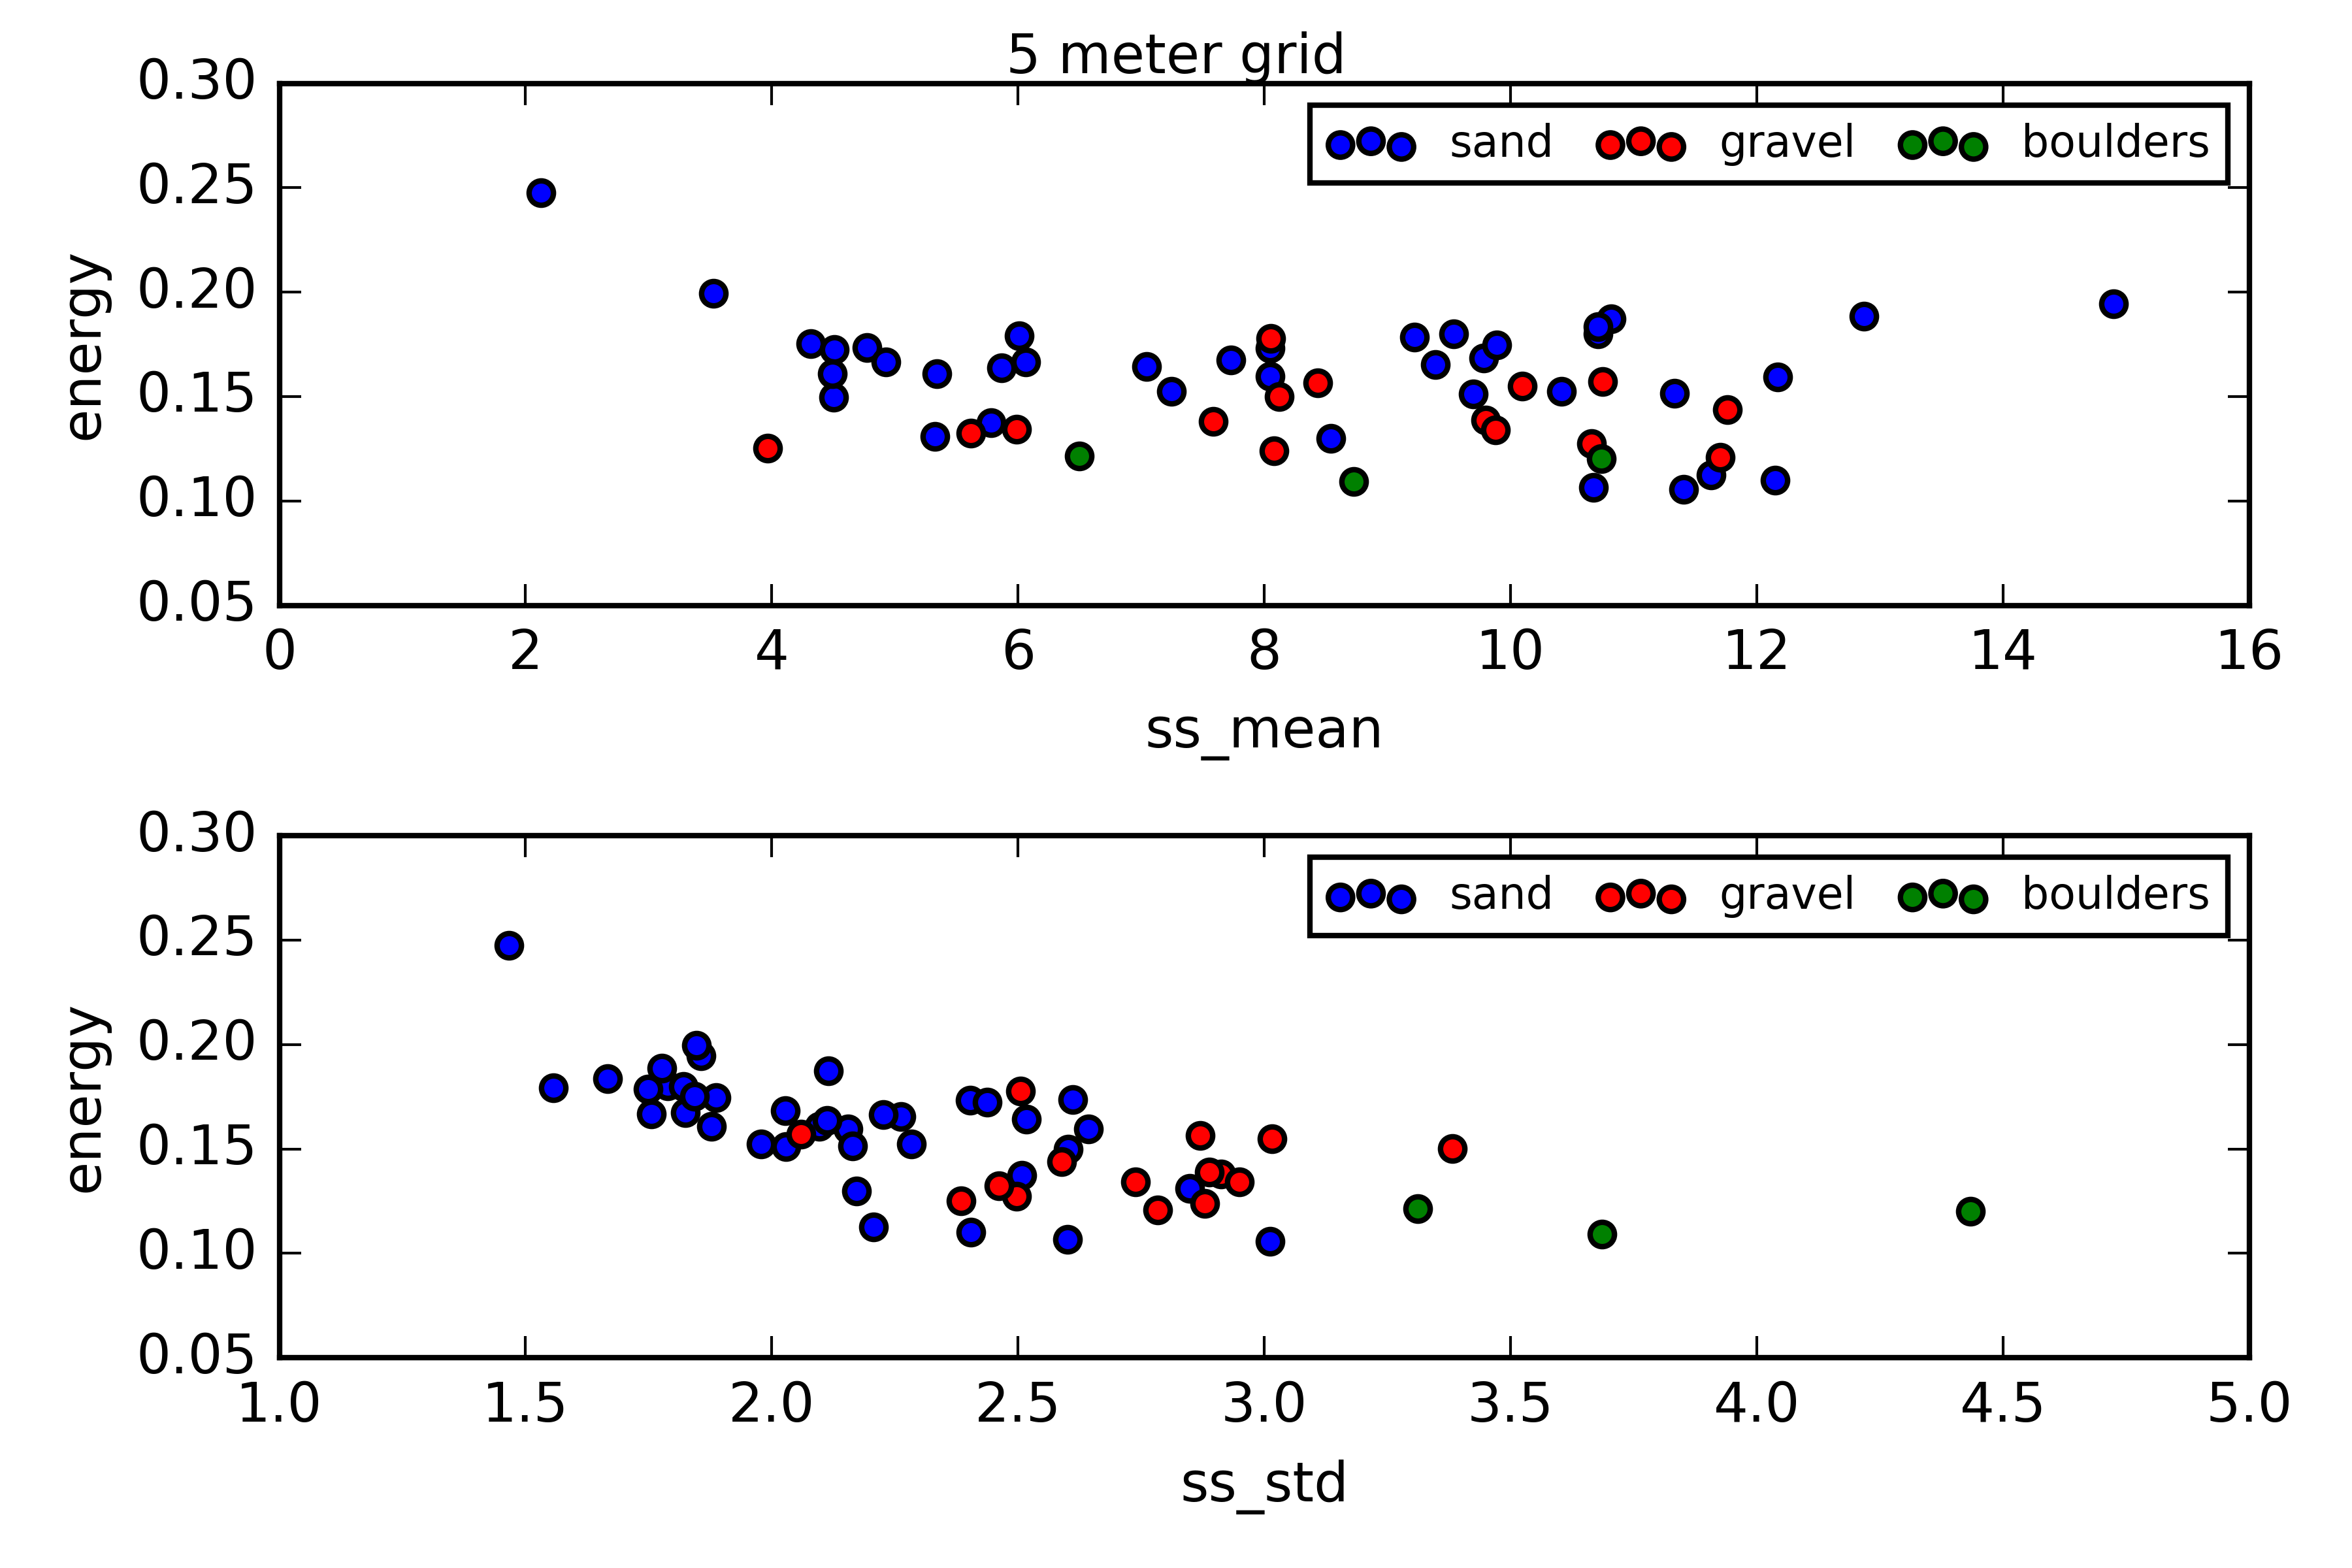 5 meter grid
0.30
0.25
0.20
0.15
0.10
0.05
energy
sand gravel boulders
0 2 4 6 8 10 12 14 16
ss_mean
0.30
0.25
0.20
0.15
0.10
0.05
energy
sand gravel boulders
1.0 1.5 2.0 2.5 3.0 3.5 4.0 4.5 5.0
ss_std